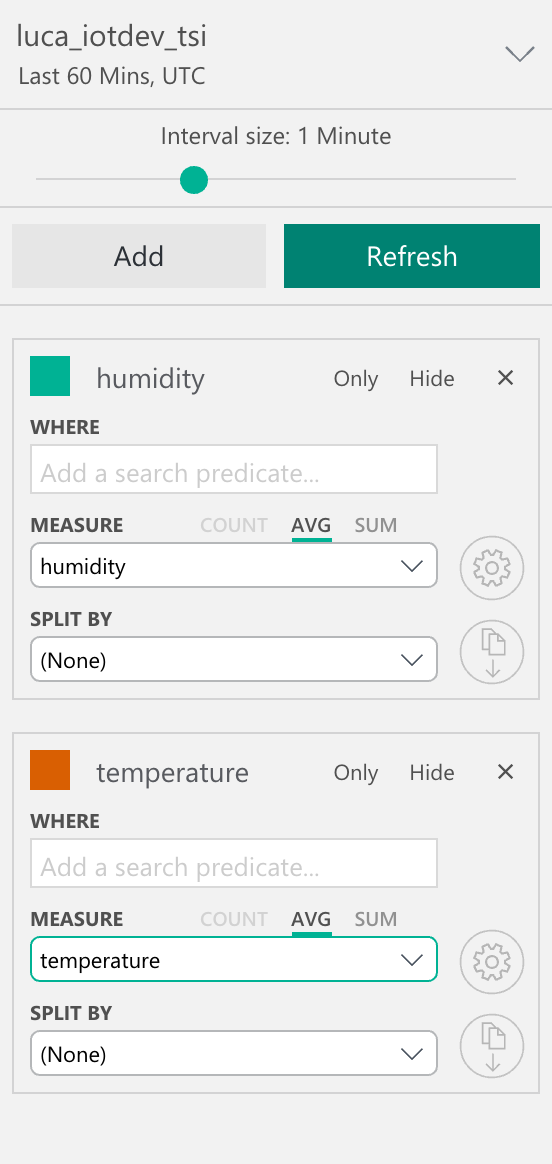 luca_iotdev_tsi
Last 60 Mins, UTC
Interval size: 1 Minute
Add Refresh
humidity Only Hide ×
WHERE
Add a search predicate...
MEASURE COUNT AVG SUM
humidity
SPLIT BY
(None)
temperature Only Hide ×
WHERE
Add a search predicate...
MEASURE COUNT AVG SUM
temperature
SPLIT BY
(None)